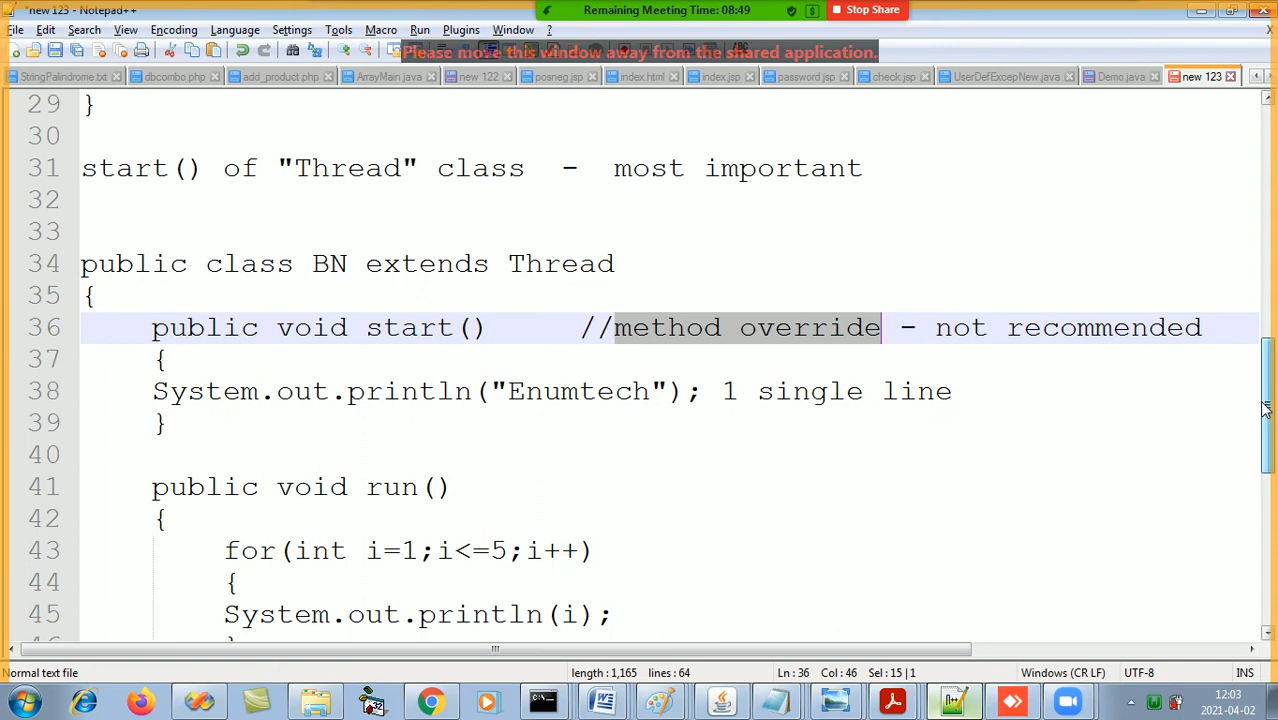 *new 123 - Notepad++
Remaining Meeting Time: 08:49
Stop Share
File Edit Search View Encoding Language Settings Tools Macro Run Plugins Window ?
Please move this window away from the shared application.
StringPalindrome.txt dbcombo.php add_product.php ArrayMain.java new 122 posneg.jsp index.html index.jsp password.jsp check.jsp UserDefExcepNew.java Demo.java new 123
29 }
30
31 start() of "Thread" class - most important
32
33
34 public class BN extends Thread
35 {
36 public void start() //method override - not recommended
37 {
38 System.out.println("Enumtech"); 1 single line
39 }
40
41 public void run()
42 {
43 for(int i=1;i<=5;i++)
44 {
45 System.out.println(i);
Normal text file length : 1,165 lines : 64 Ln : 36 Col : 46 Sel : 15 | 1 Windows (CR LF) UTF-8 INS
12:03
2021-04-02